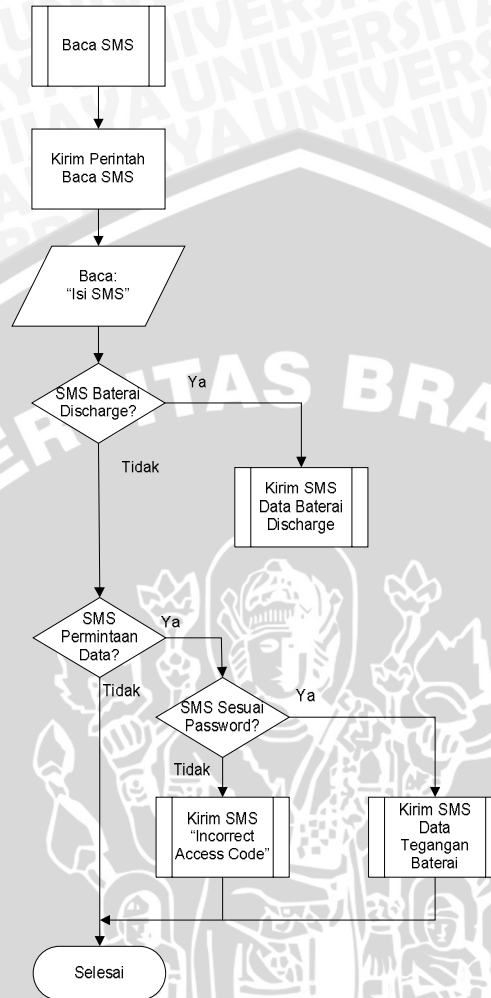 Baca SMS
Kirim Perintah
Baca SMS
Baca:
“Isi SMS”
SMS Baterai
Discharge?
Ya
Tidak
Kirim SMS
Data Baterai
Discharge
SMS
Permintaan
Data?
Ya
Tidak
SMS Sesuai
Password?
Ya
Tidak
Kirim SMS
“Incorrect
Access Code”
Kirim SMS
Data
Tegangan
Baterai
Selesai